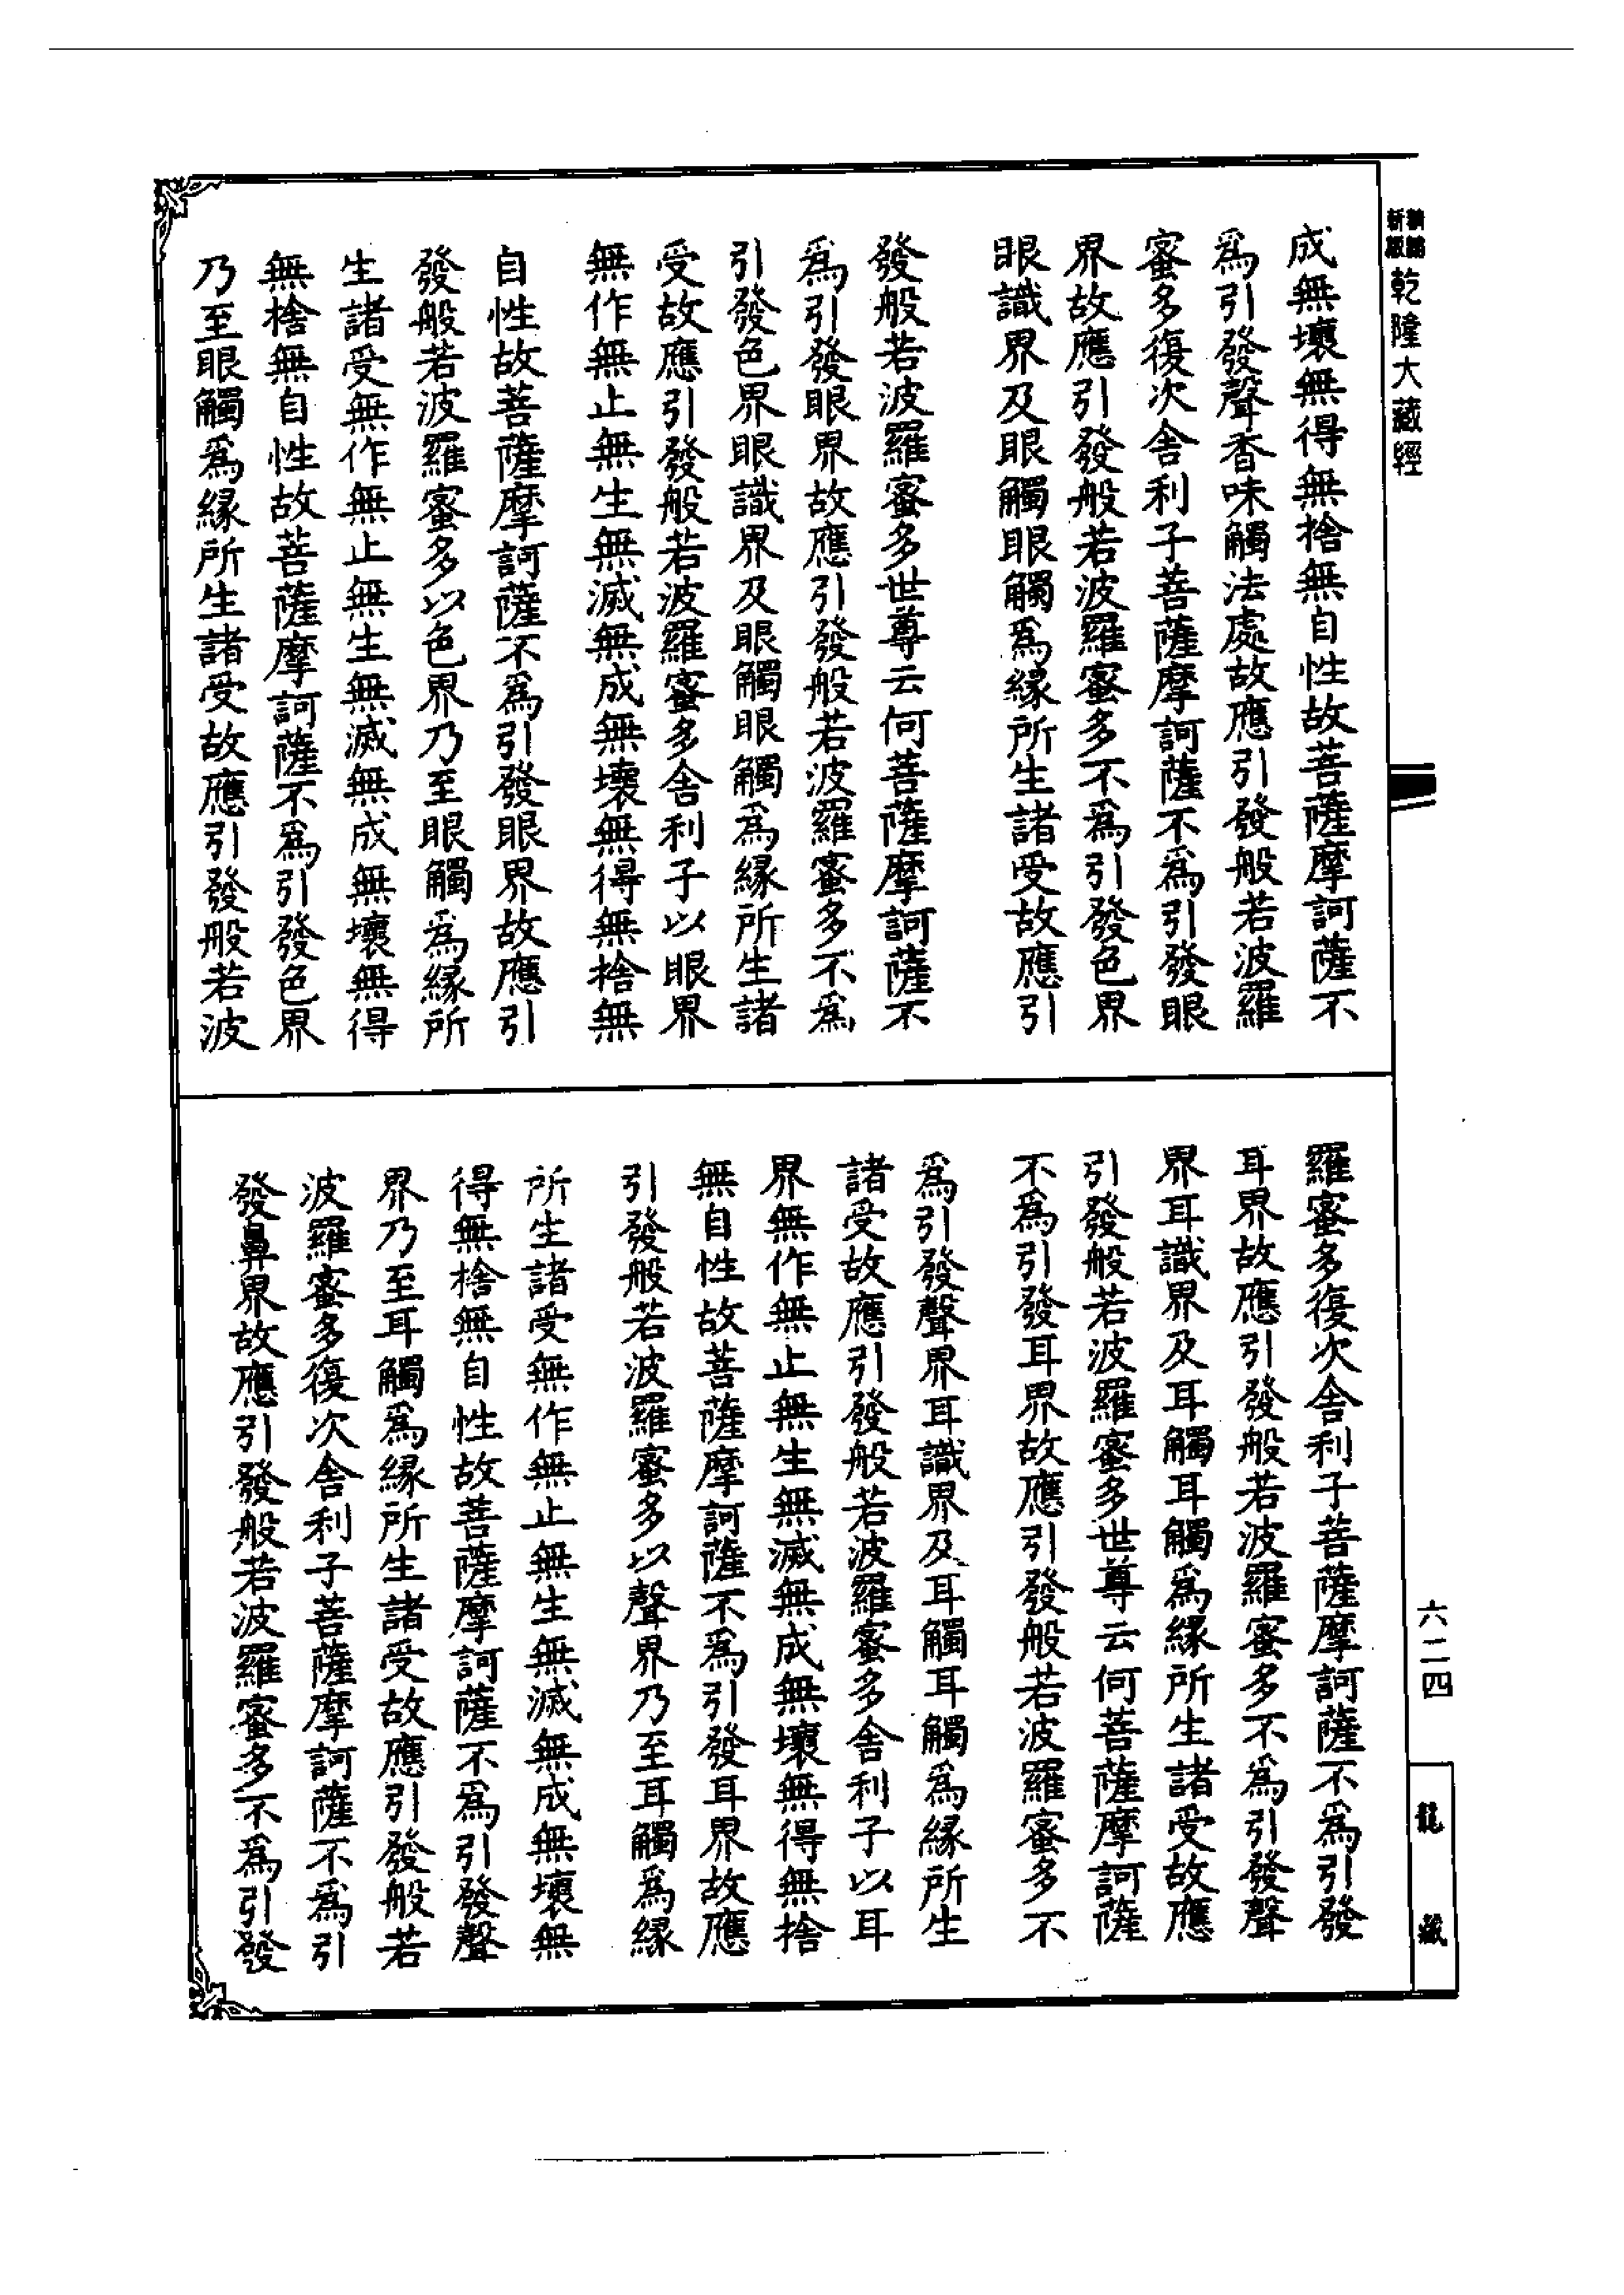 新編縮版
乾隆大藏經
成無壞無得無捨無自性故菩薩摩訶薩不
爲引發聲香味觸法處故應引發般若波羅
蜜多復次舍利子菩薩摩訶薩不爲引發眼
界故應引發般若波羅蜜多不爲引發色界
眼識界及眼觸眼觸爲緣所生諸受故應引
發般若波羅蜜多世尊云何菩薩摩訶薩不
爲引發眼界故應引發般若波羅蜜多不爲
引發色界眼識界及眼觸眼觸爲緣所生諸
受故應引發般若波羅蜜多舍利子以眼界
無作無止無生無滅無成無壞無得無捨無
自性故菩薩摩訶薩不爲引發眼界故應引
發般若波羅蜜多以色界乃至眼觸爲緣所
生諸受無作無止無生無滅無成無壞無得
無捨無自性故菩薩摩訶薩不爲引發色界
乃至眼觸爲緣所生諸受故應引發般若波
羅蜜多復次舍利子菩薩摩訶薩不爲引發
耳界故應引發般若波羅蜜多不爲引發聲
界耳識界及耳觸耳觸爲緣所生諸受故應
引發般若波羅蜜多世尊云何菩薩摩訶薩
不爲引發耳界故應引發般若波羅蜜多不
爲引發聲界耳識界及耳觸耳觸爲緣所生
諸受故應引發般若波羅蜜多舍利子以耳
界無作無止無生無滅無成無壞無得無捨
無自性故菩薩摩訶薩不爲引發耳界故應
引發般若波羅蜜多以聲界乃至耳觸爲緣
所生諸受無作無止無生無滅無成無壞無
得無捨無自性故菩薩摩訶薩不爲引發聲
界乃至耳觸爲緣所生諸受故應引發般若
波羅蜜多復次舍利子菩薩摩訶薩不爲引
發鼻界故應引發般若波羅蜜多不爲引發
六二四
龍藏